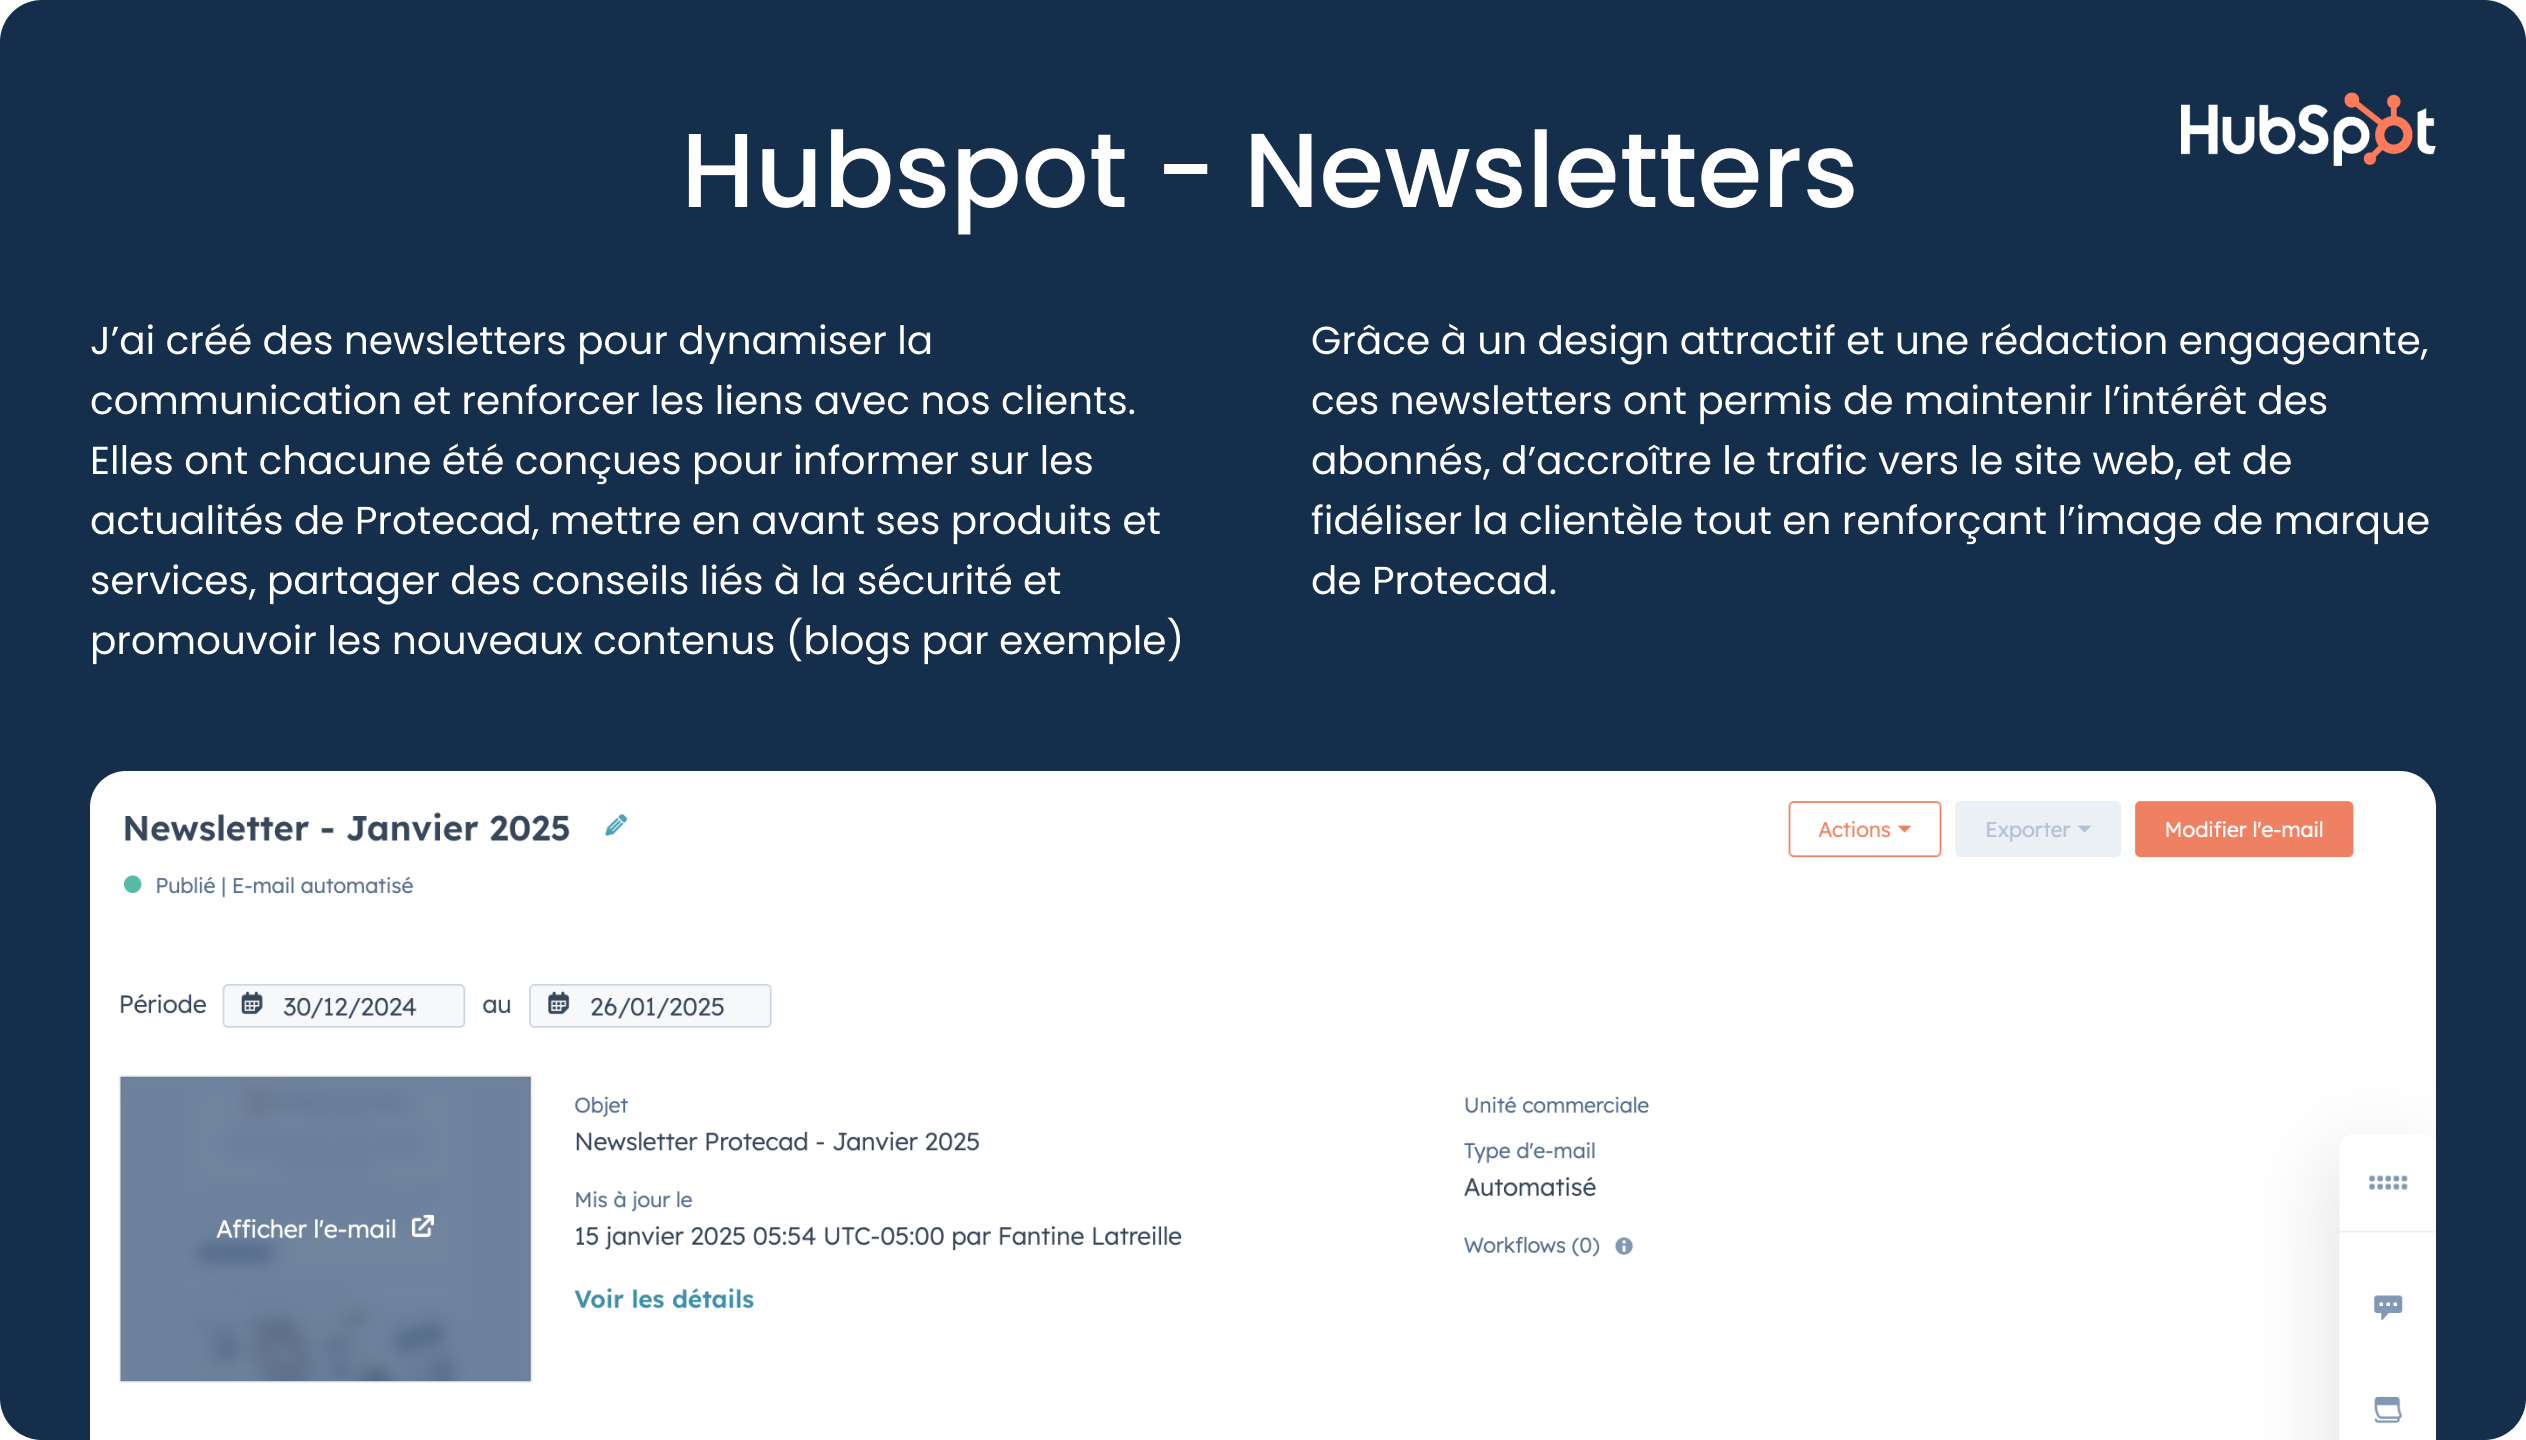 HubSpot
Hubspot - Newsletters
J’ai créé des newsletters pour dynamiser la
communication et renforcer les liens avec nos clients.
Elles ont chacune été conçues pour informer sur les
actualités de Protecad, mettre en avant ses produits et
services, partager des conseils liés à la sécurité et
promouvoir les nouveaux contenus (blogs par exemple)
Grâce à un design attractif et une rédaction engageante,
ces newsletters ont permis de maintenir l’intérêt des
abonnés, d’accroître le trafic vers le site web, et de
fidéliser la clientèle tout en renforçant l’image de marque
de Protecad.
Newsletter - Janvier 2025
Actions
Exporter
Modifier l'e-mail
Publié | E-mail automatisé
Période 30/12/2024 au 26/01/2025
Afficher l'e-mail
Objet
Newsletter Protecad - Janvier 2025
Mis à jour le
15 janvier 2025 05:54 UTC-05:00 par Fantine Latreille
Voir les détails
Unité commerciale
Type d'e-mail
Automatisé
Workflows (0)